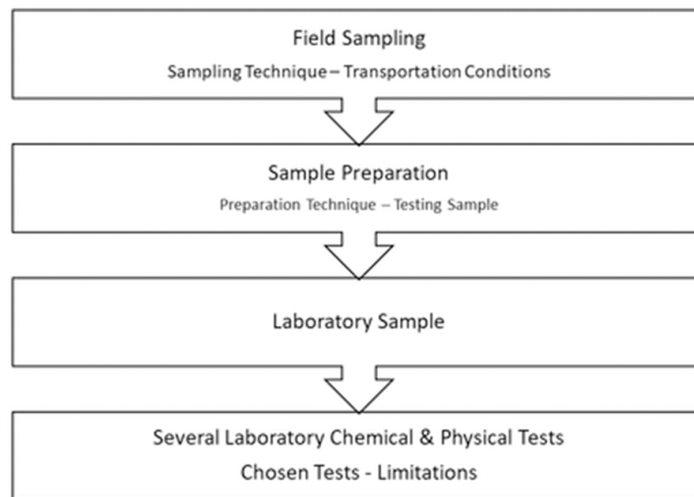 Field Sampling
Sampling Technique – Transportation Conditions
Sample Preparation
Preparation Technique – Testing Sample
Laboratory Sample
Several Laboratory Chemical & Physical Tests
Chosen Tests - Limitations